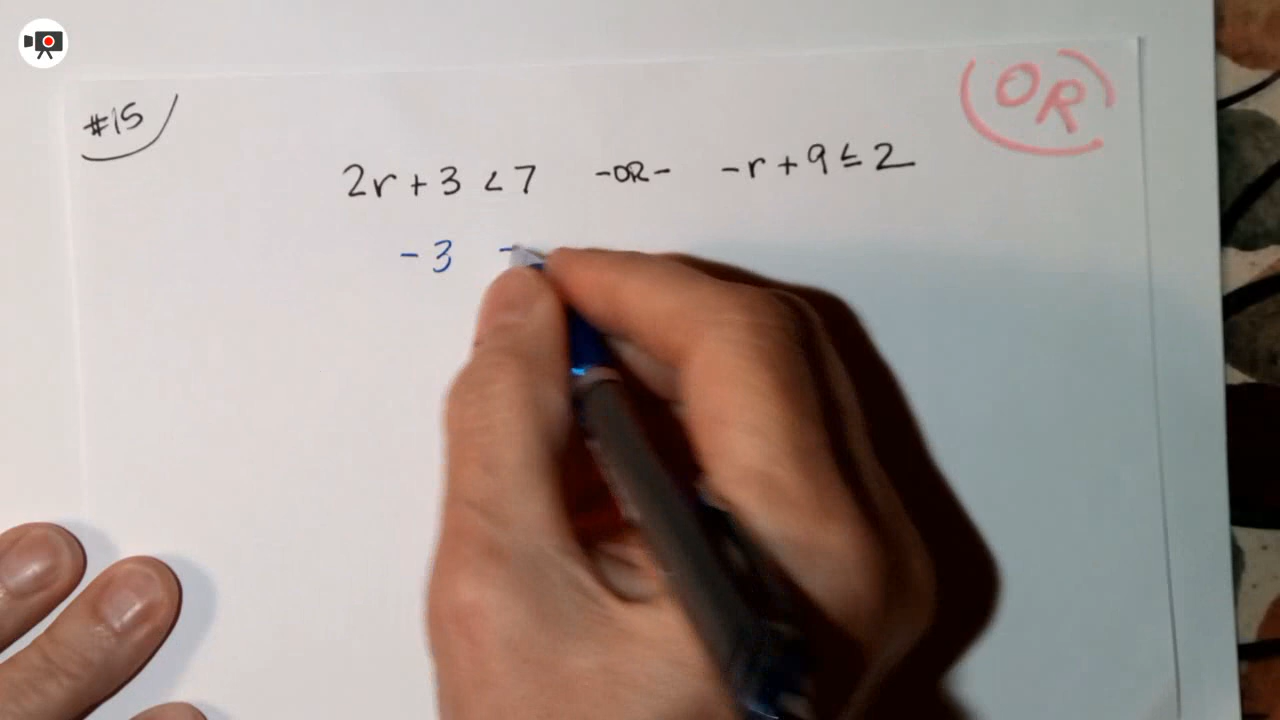 #15
OR
2r + 3 < 7 -OR- -r + 9 ≤ 2
- 3 -